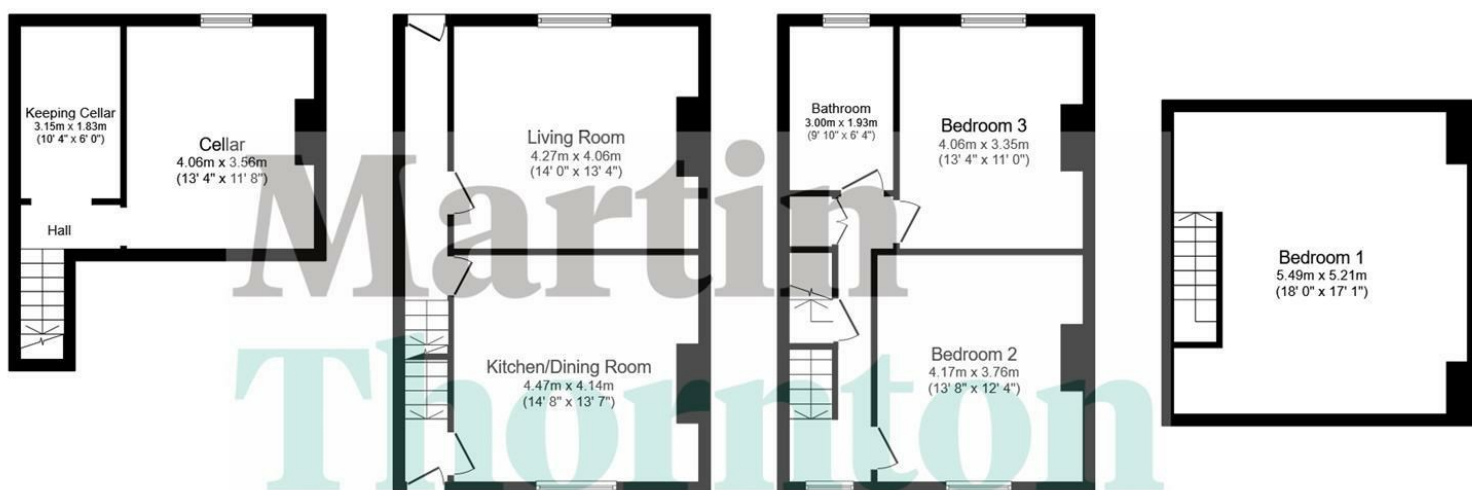 Keeping Cellar
3.15m x 1.83m
(10' 4" x 6' 0")
Hall
Cellar
4.06m x 3.56m
(13' 4" x 11' 8")
Living Room
4.27m x 4.06m
(14' 0" x 13' 4")
Kitchen/Dining Room
4.47m x 4.14m
(14' 8" x 13' 7")
Bathroom
3.00m x 1.93m
(9' 10" x 6' 4")
Bedroom 3
4.06m x 3.35m
(13' 4" x 11' 0")
Bedroom 2
4.17m x 3.76m
(13' 8" x 12' 4")
Bedroom 1
5.49m x 5.21m
(18' 0" x 17' 1")
Martin
Thornton